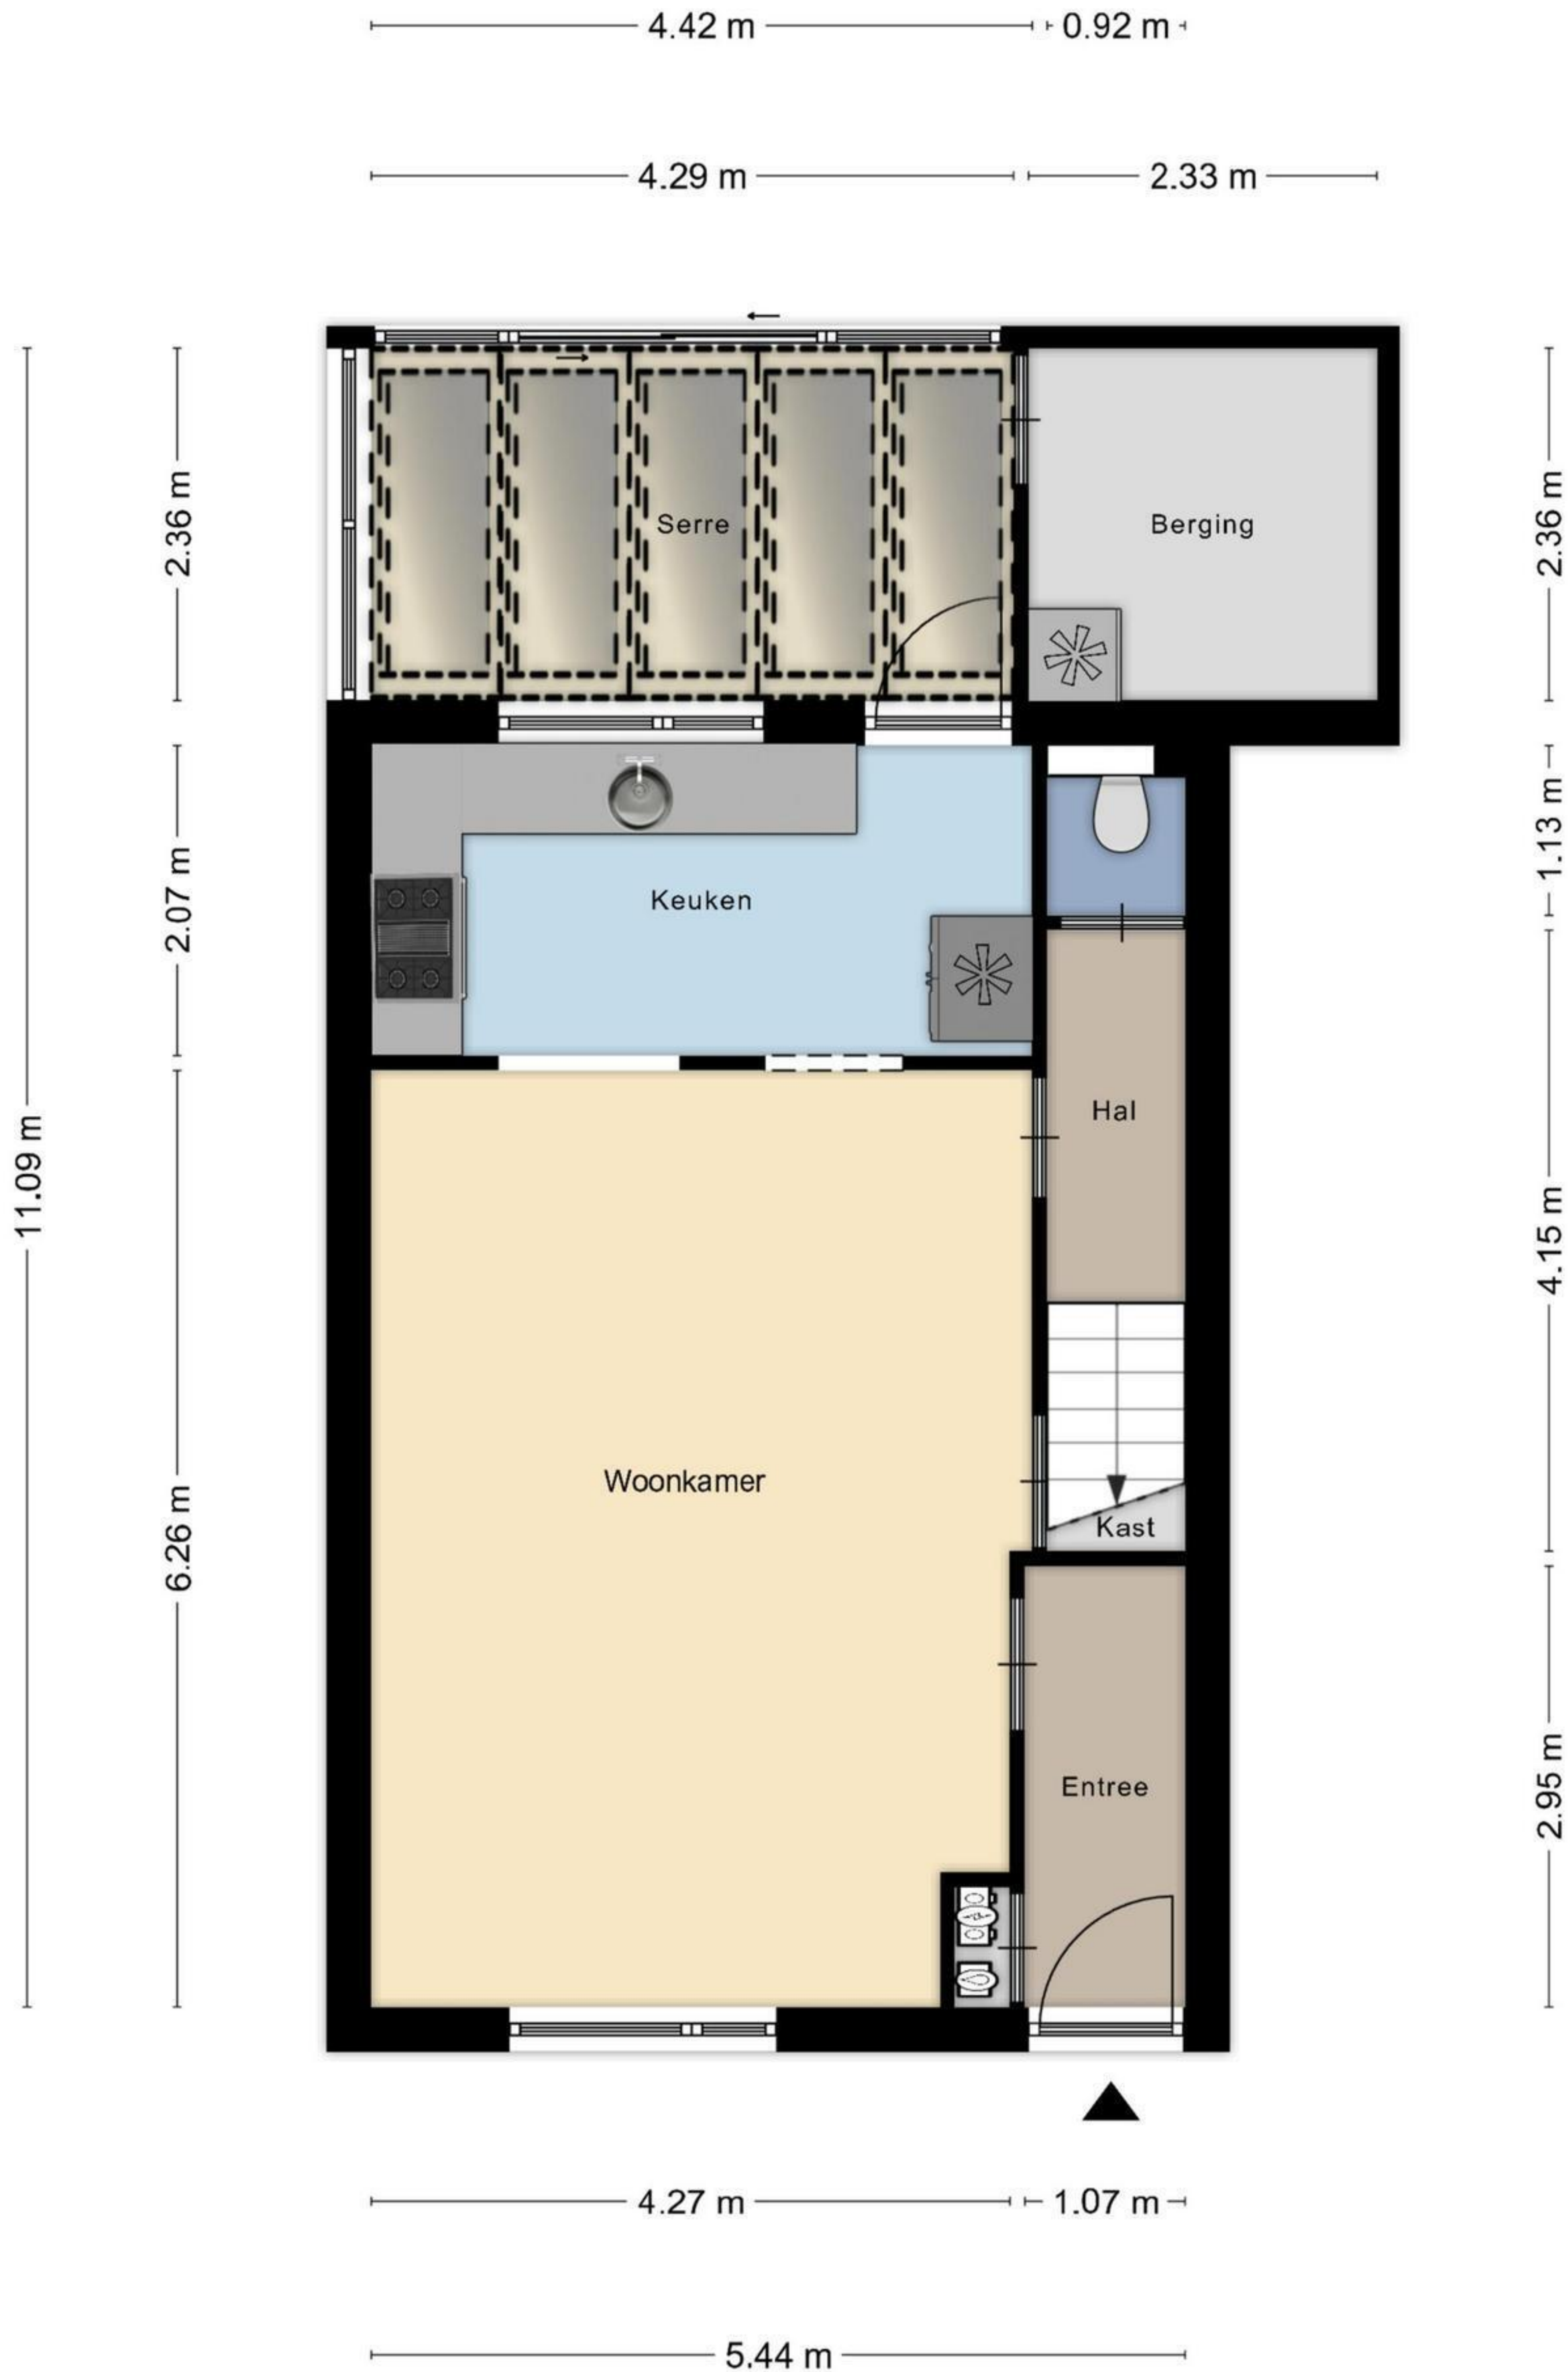 4.42 m 0.92 m
4.29 m 2.33 m
2.36 m
2.36 m
Serre
Berging
1.13 m
2.07 m
Keuken
11.09 m
Hal
4.15 m
Woonkamer
6.26 m
Kast
Entree
2.95 m
4.27 m 1.07 m
5.44 m